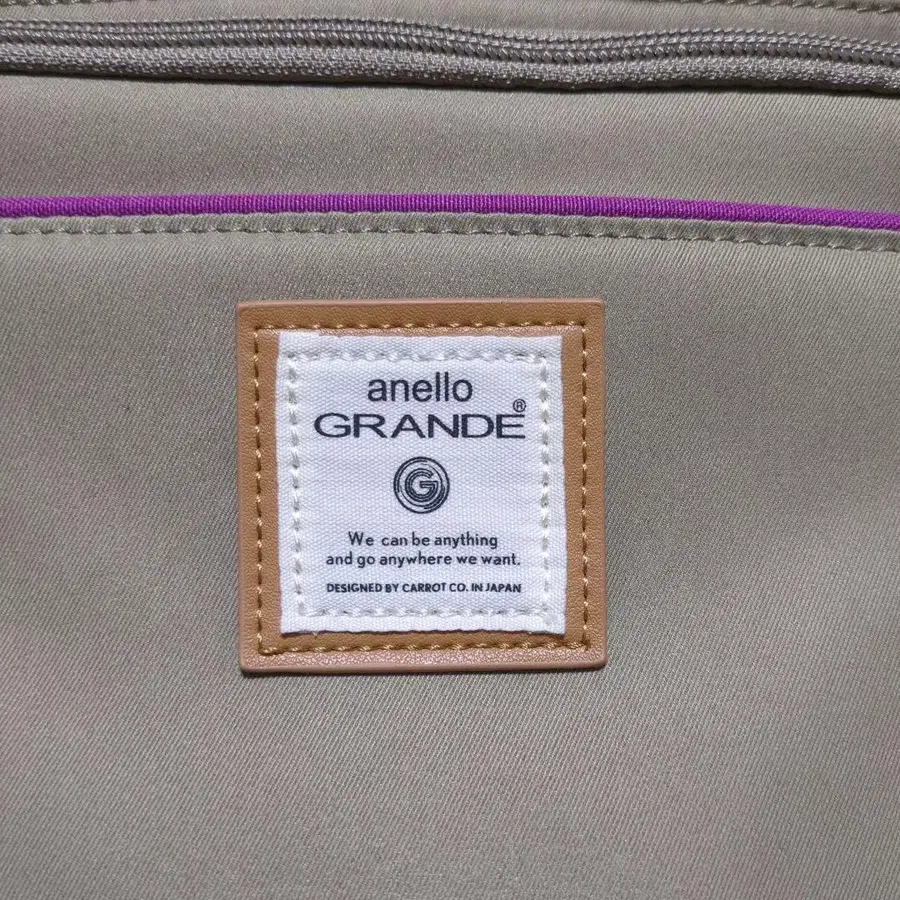 anello
GRANDE®
G
We can be anything
and go anywhere we want.
DESIGNED BY CARROT CO. IN JAPAN